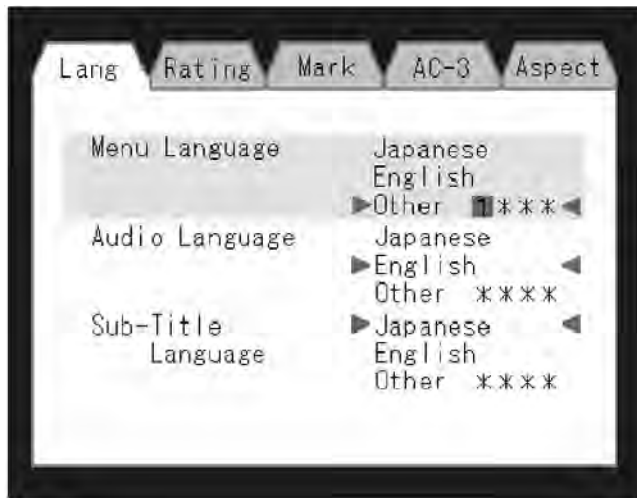 Lang Rating Mark AC-3 Aspect
Menu Language Japanese
English
▶Other 1***◀
Audio Language Japanese
▶English ◀
Other ****
Sub-Title ▶Japanese ◀
Language English
Other ****